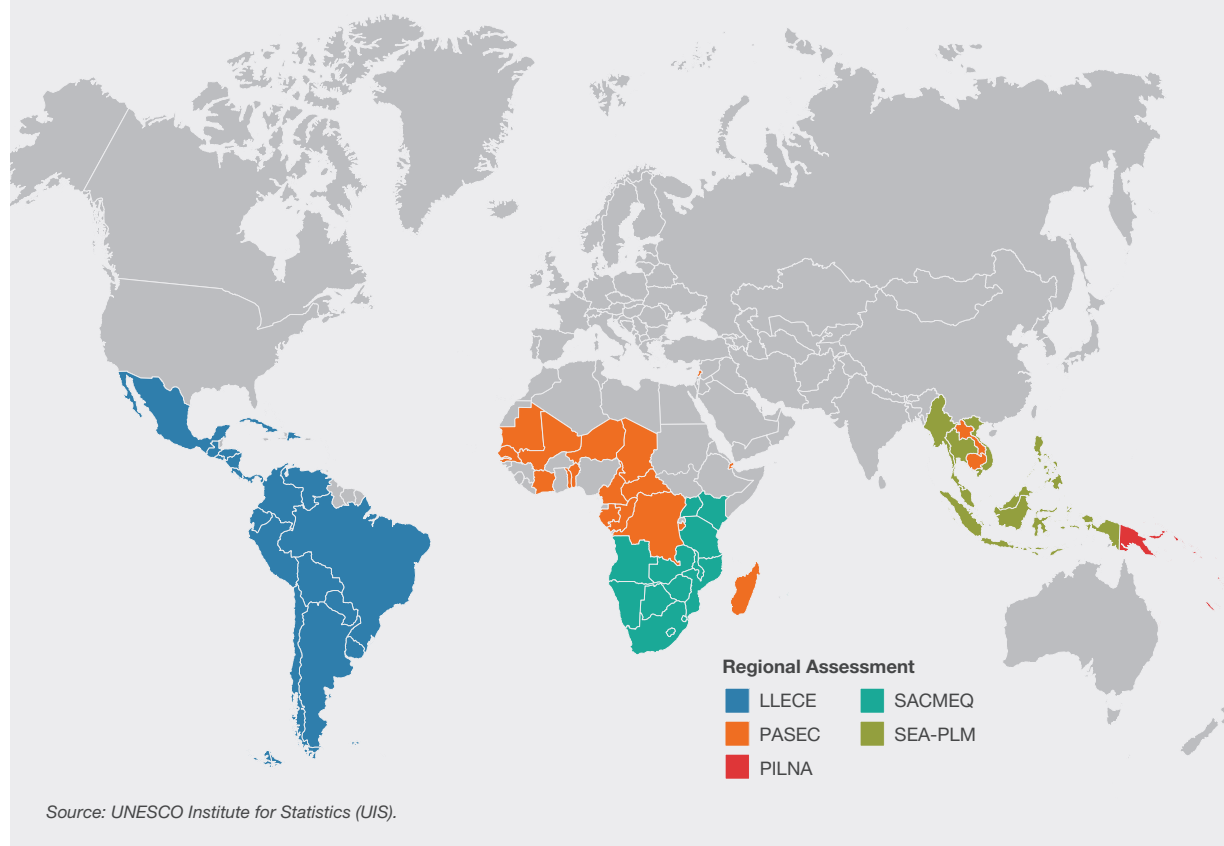 Regional Assessment
LLECE
SACMEQ
PASEC
SEA-PLM
PILNA
Source: UNESCO Institute for Statistics (UIS).